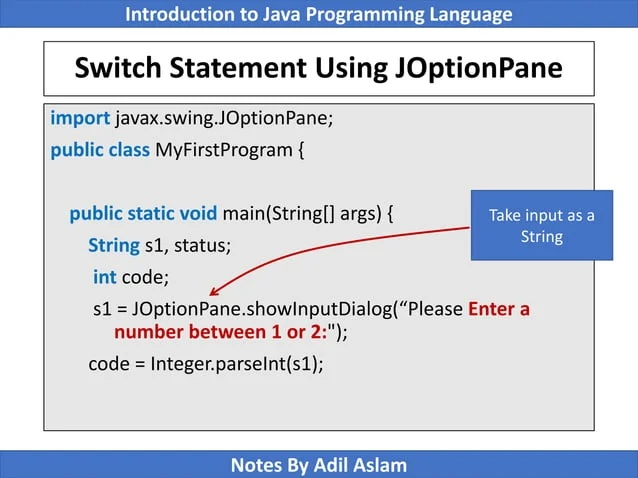 Introduction to Java Programming Language
Switch Statement Using JOptionPane
import javax.swing.JOptionPane;
public class MyFirstProgram {
public static void main(String[] args) {
String s1, status;
int code;
s1 = JOptionPane.showInputDialog(“Please Enter a
number between 1 or 2:");
code = Integer.parseInt(s1);
Take input as a
String
Notes By Adil Aslam